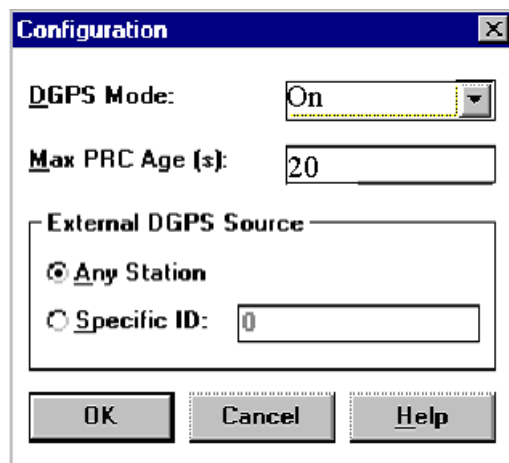 Configuration
DGPS Mode: On
Max PRC Age (s): 20
External DGPS Source
Any Station
Specific ID: 0
OK Cancel Help